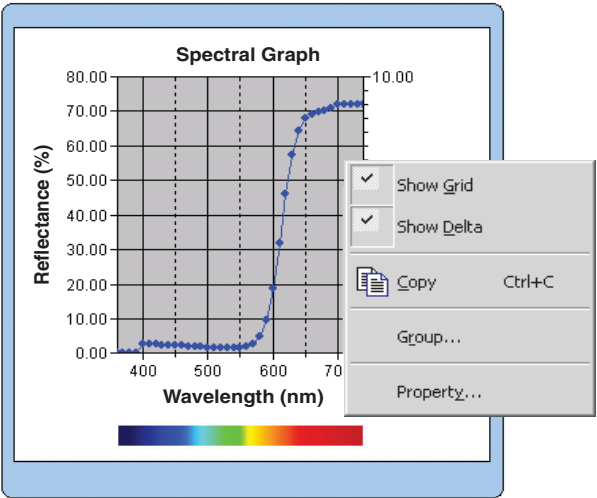 Spectral Graph
80.00
10.00
70.00
60.00
50.00
40.00
30.00
20.00
10.00
0.00
Reflectance (%)
400 500 600 70
Wavelength (nm)
Show Grid
Show Delta
Copy Ctrl+C
Group...
Property...